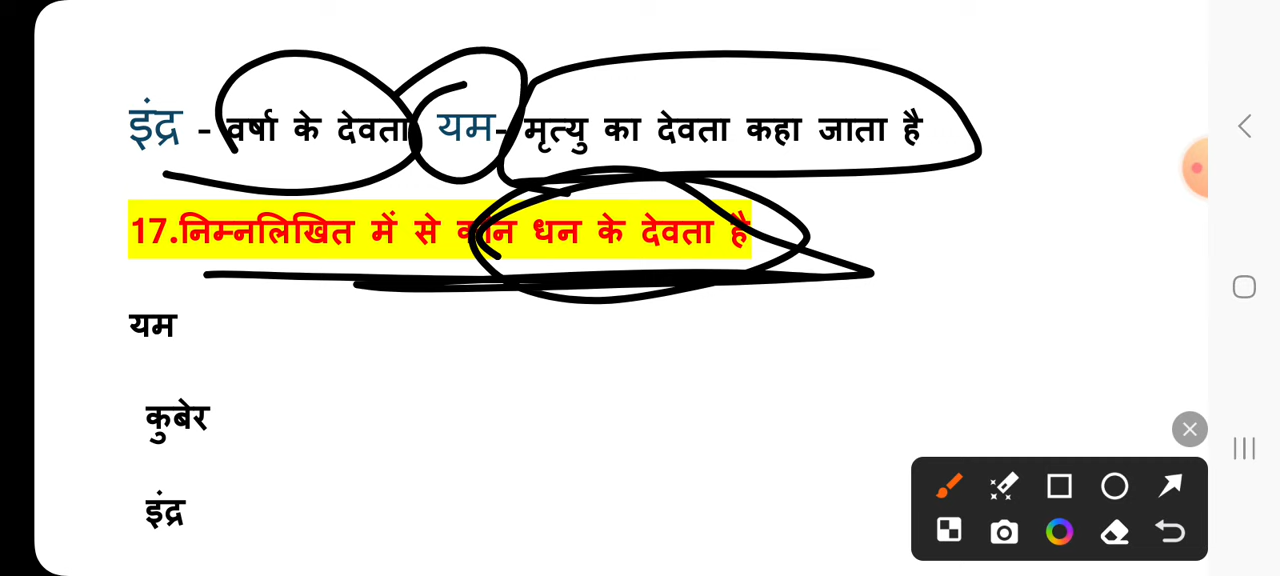 इंद्र - वर्षा के देवता यम- मृत्यु का देवता कहा जाता है
17.निम्नलिखित में से कौन धन के देवता है
यम
कुबेर
इंद्र